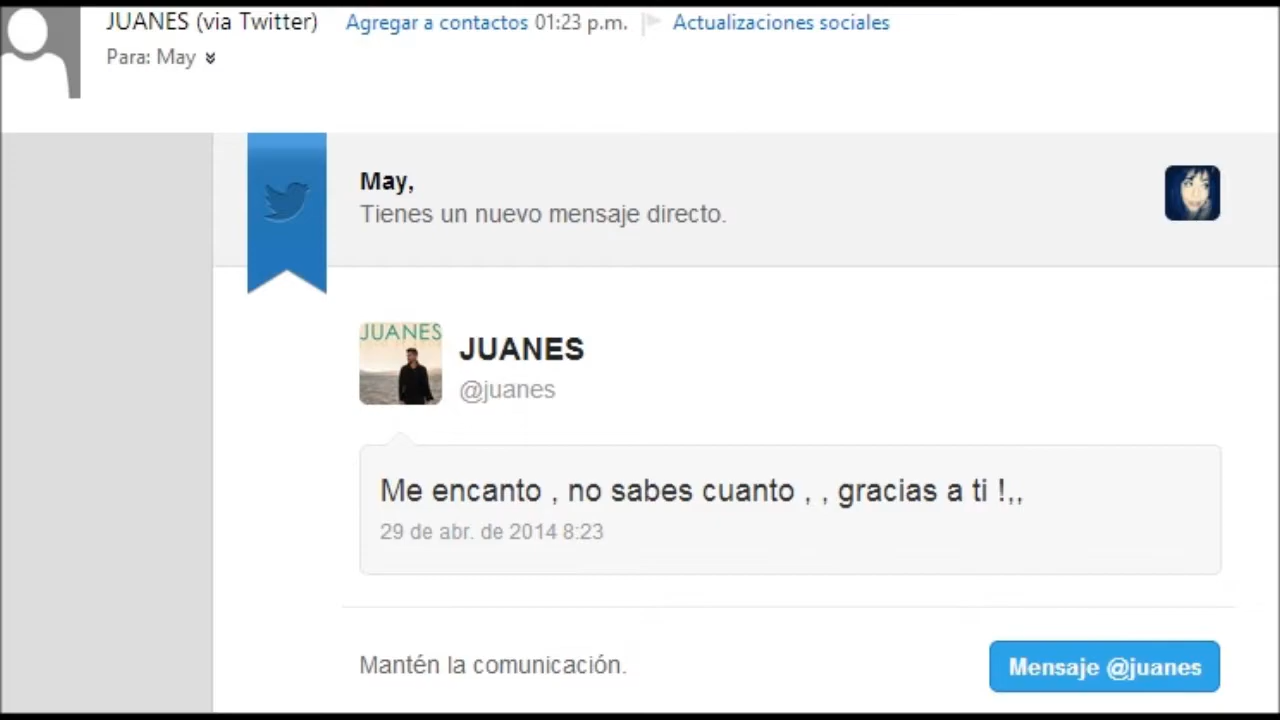 JUANES (via Twitter) Agregar a contactos 01:23 p.m. Actualizaciones sociales
Para: May
May,
Tienes un nuevo mensaje directo.
JUANES
JUANES
@juanes
Me encanto , no sabes cuanto , , gracias a ti !,,
29 de abr. de 2014 8:23
Mantén la comunicación.
Mensaje @juanes